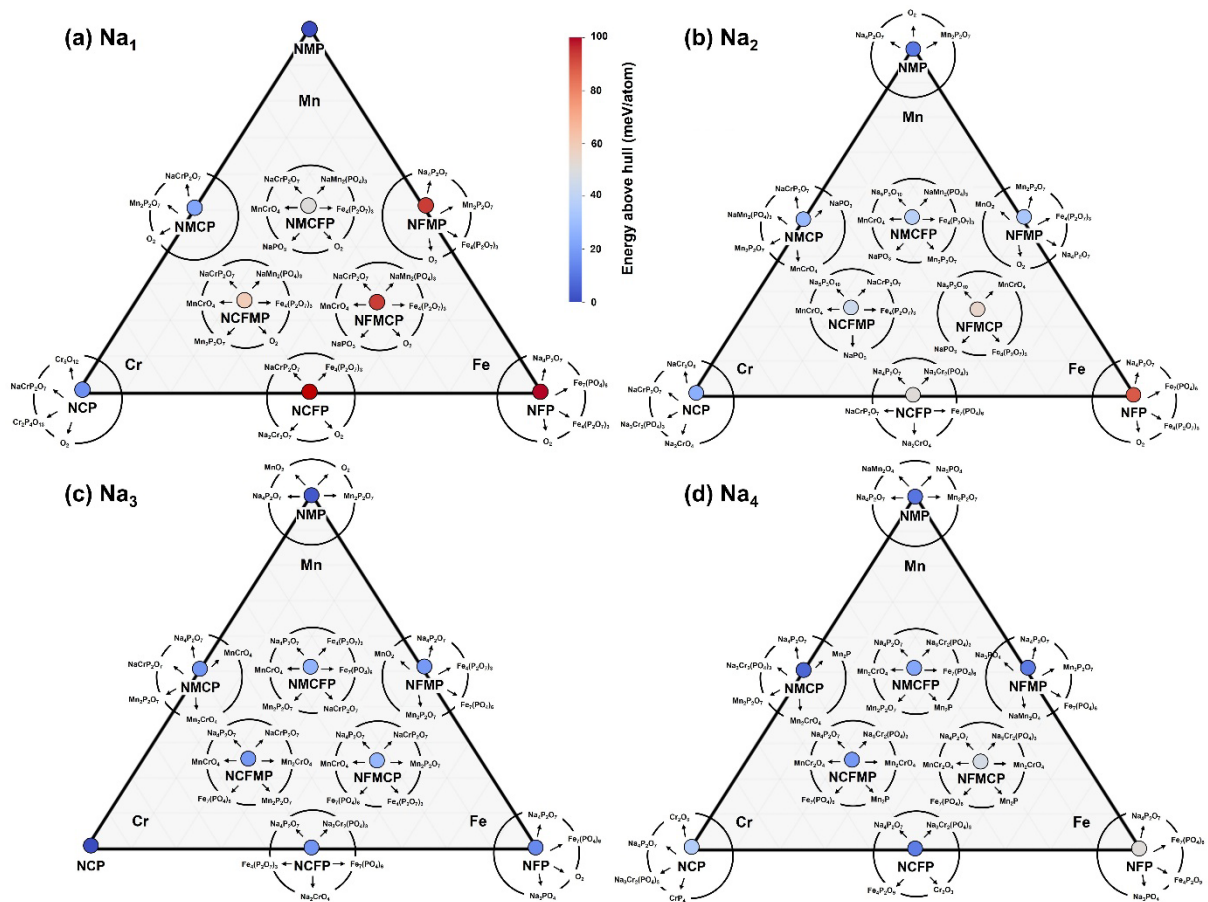 (a) Na₁
NMP
Mn
NaCrP₂O₇
Mn₂P₂O₇
O₂
NMCP
NaCrP₂O₇
NaMn₂(PO₄)₃
MnCrO₄
Fe₄(P₂O₇)₃
NMCFP
NaPO₃
O₂
Na₄P₂O₇
Mn₂P₂O₇
NFMP
Fe₄(P₂O₇)₃
O₂
NaCrP₂O₇
NaMn₂(PO₄)₃
MnCrO₄
Fe₄(P₂O₇)₃
NCFMP
Mn₂P₂O₇
O₂
NaCrP₂O₇
NaMn₂(PO₄)₃
MnCrO₄
Fe₄(P₂O₇)₃
NFMCP
NaPO₃
O₂
Cr
Fe
Cr₅O₁₂
NaCrP₂O₇
NCP
O₂
NaCrP₂O₇
NCFP
O₂
Na₄P₂O₇
Fe₇(PO₄)₆
NFP
Fe₄(P₂O₇)₃
O₂
100
80
60
40
20
0
Energy above hull (meV/atom)
(b) Na₂
O₂
Na₄P₂O₇
Mn₂P₂O₇
NMP
Mn
NaCrP₂O₇
NaPO₃
NaMn₂(PO₄)₃
NMCP
Mn₂P₂O₇
MnCrO₄
Na₅P₃O₁₀
NaMn₂(PO₄)₃
MnCrO₄
Fe₄(P₂O₇)₃
NMCFP
NaPO₃
Mn₂P₂O₇
Mn₂P₂O₇
MnO₂
Fe₄(P₂O₇)₃
NFMP
O₂
Na₄P₂O₇
Na₅P₃O₁₀
NaCrP₂O₇
MnCrO₄
Fe₄(P₂O₇)₃
NCFMP
NaPO₃
Na₅P₃O₁₀
MnCrO₄
NFMCP
NaPO₃
Fe₄(P₂O₇)₃
Cr
Fe
NaCr₃O₈
NaCrP₂O₇
NCP
Na₃Cr₂(PO₄)₃
Na₂CrO₄
Na₄P₂O₇
Na₃Cr₂(PO₄)₃
NaCrP₂O₇
Fe₇(PO₄)₆
NCFP
Na₂CrO₄
Na₄P₂O₇
Fe₇(PO₄)₆
NFP
Fe₄(P₂O₇)₃
O₂
(c) Na₃
MnO₂
O₂
Na₄P₂O₇
Mn₂P₂O₇
NMP
Mn
Na₄P₂O₇
MnCrO₄
NaCrP₂O₇
NMCP
Mn₂P₂O₇
Mn₂CrO₄
Na₄P₂O₇
Fe₄(P₂O₇)₃
MnCrO₄
Fe₇(PO₄)₆
NMCFP
Mn₂P₂O₇
NaCrP₂O₇
Na₄P₂O₇
MnO₂
Fe₄(P₂O₇)₃
NFMP
Mn₂P₂O₇
Fe₇(PO₄)₆
Na₄P₂O₇
NaCrP₂O₇
MnCrO₄
Mn₂CrO₄
NCFMP
Fe₇(PO₄)₆
Mn₂P₂O₇
Na₄P₂O₇
NaCrP₂O₇
MnCrO₄
Mn₂P₂O₇
NFMCP
Fe₇(PO₄)₆
Fe₄(P₂O₇)₃
Cr
Fe
NCP
Na₄P₂O₇
Na₃Cr₂(PO₄)₃
Fe₄(P₂O₇)₃
Fe₇(PO₄)₆
NCFP
Na₂CrO₄
Na₄P₂O₇
Fe₇(PO₄)₆
O₂
NFP
Na₃PO₄
(d) Na₄
NaMn₂O₄
Na₃PO₄
Na₄P₂O₇
Mn₂P₂O₇
NMP
Mn
Na₄P₂O₇
Mn₂P
Na₃Cr₂(PO₄)₃
NMCP
Mn₂P₂O₇
Mn₂CrO₄
Na₄P₂O₇
Na₃Cr₂(PO₄)₃
Mn₂CrO₄
Fe₇(PO₄)₆
NMCFP
Mn₂P₂O₇
Mn₂P
Na₄P₂O₇
Na₃PO₄
Mn₂P₂O₇
NFMP
Fe₇(PO₄)₆
NaMn₂O₄
Na₄P₂O₇
Na₃Cr₂(PO₄)₃
MnCr₂O₄
Mn₂CrO₄
NCFMP
Fe₇(PO₄)₆
Mn₂P
Na₄P₂O₇
Na₃Cr₂(PO₄)₃
MnCr₂O₄
Mn₂CrO₄
NFMCP
Fe₇(PO₄)₆
Mn₂P
Cr
Fe
Cr₂O₃
Na₄P₂O₇
NCP
Na₃Cr₂(PO₄)₃
CrP₄
Na₄P₂O₇
Na₃Cr₂(PO₄)₃
NCFP
Cr₂O₃
Na₄P₂O₇
Fe₇(PO₄)₆
NFP
Na₃PO₄